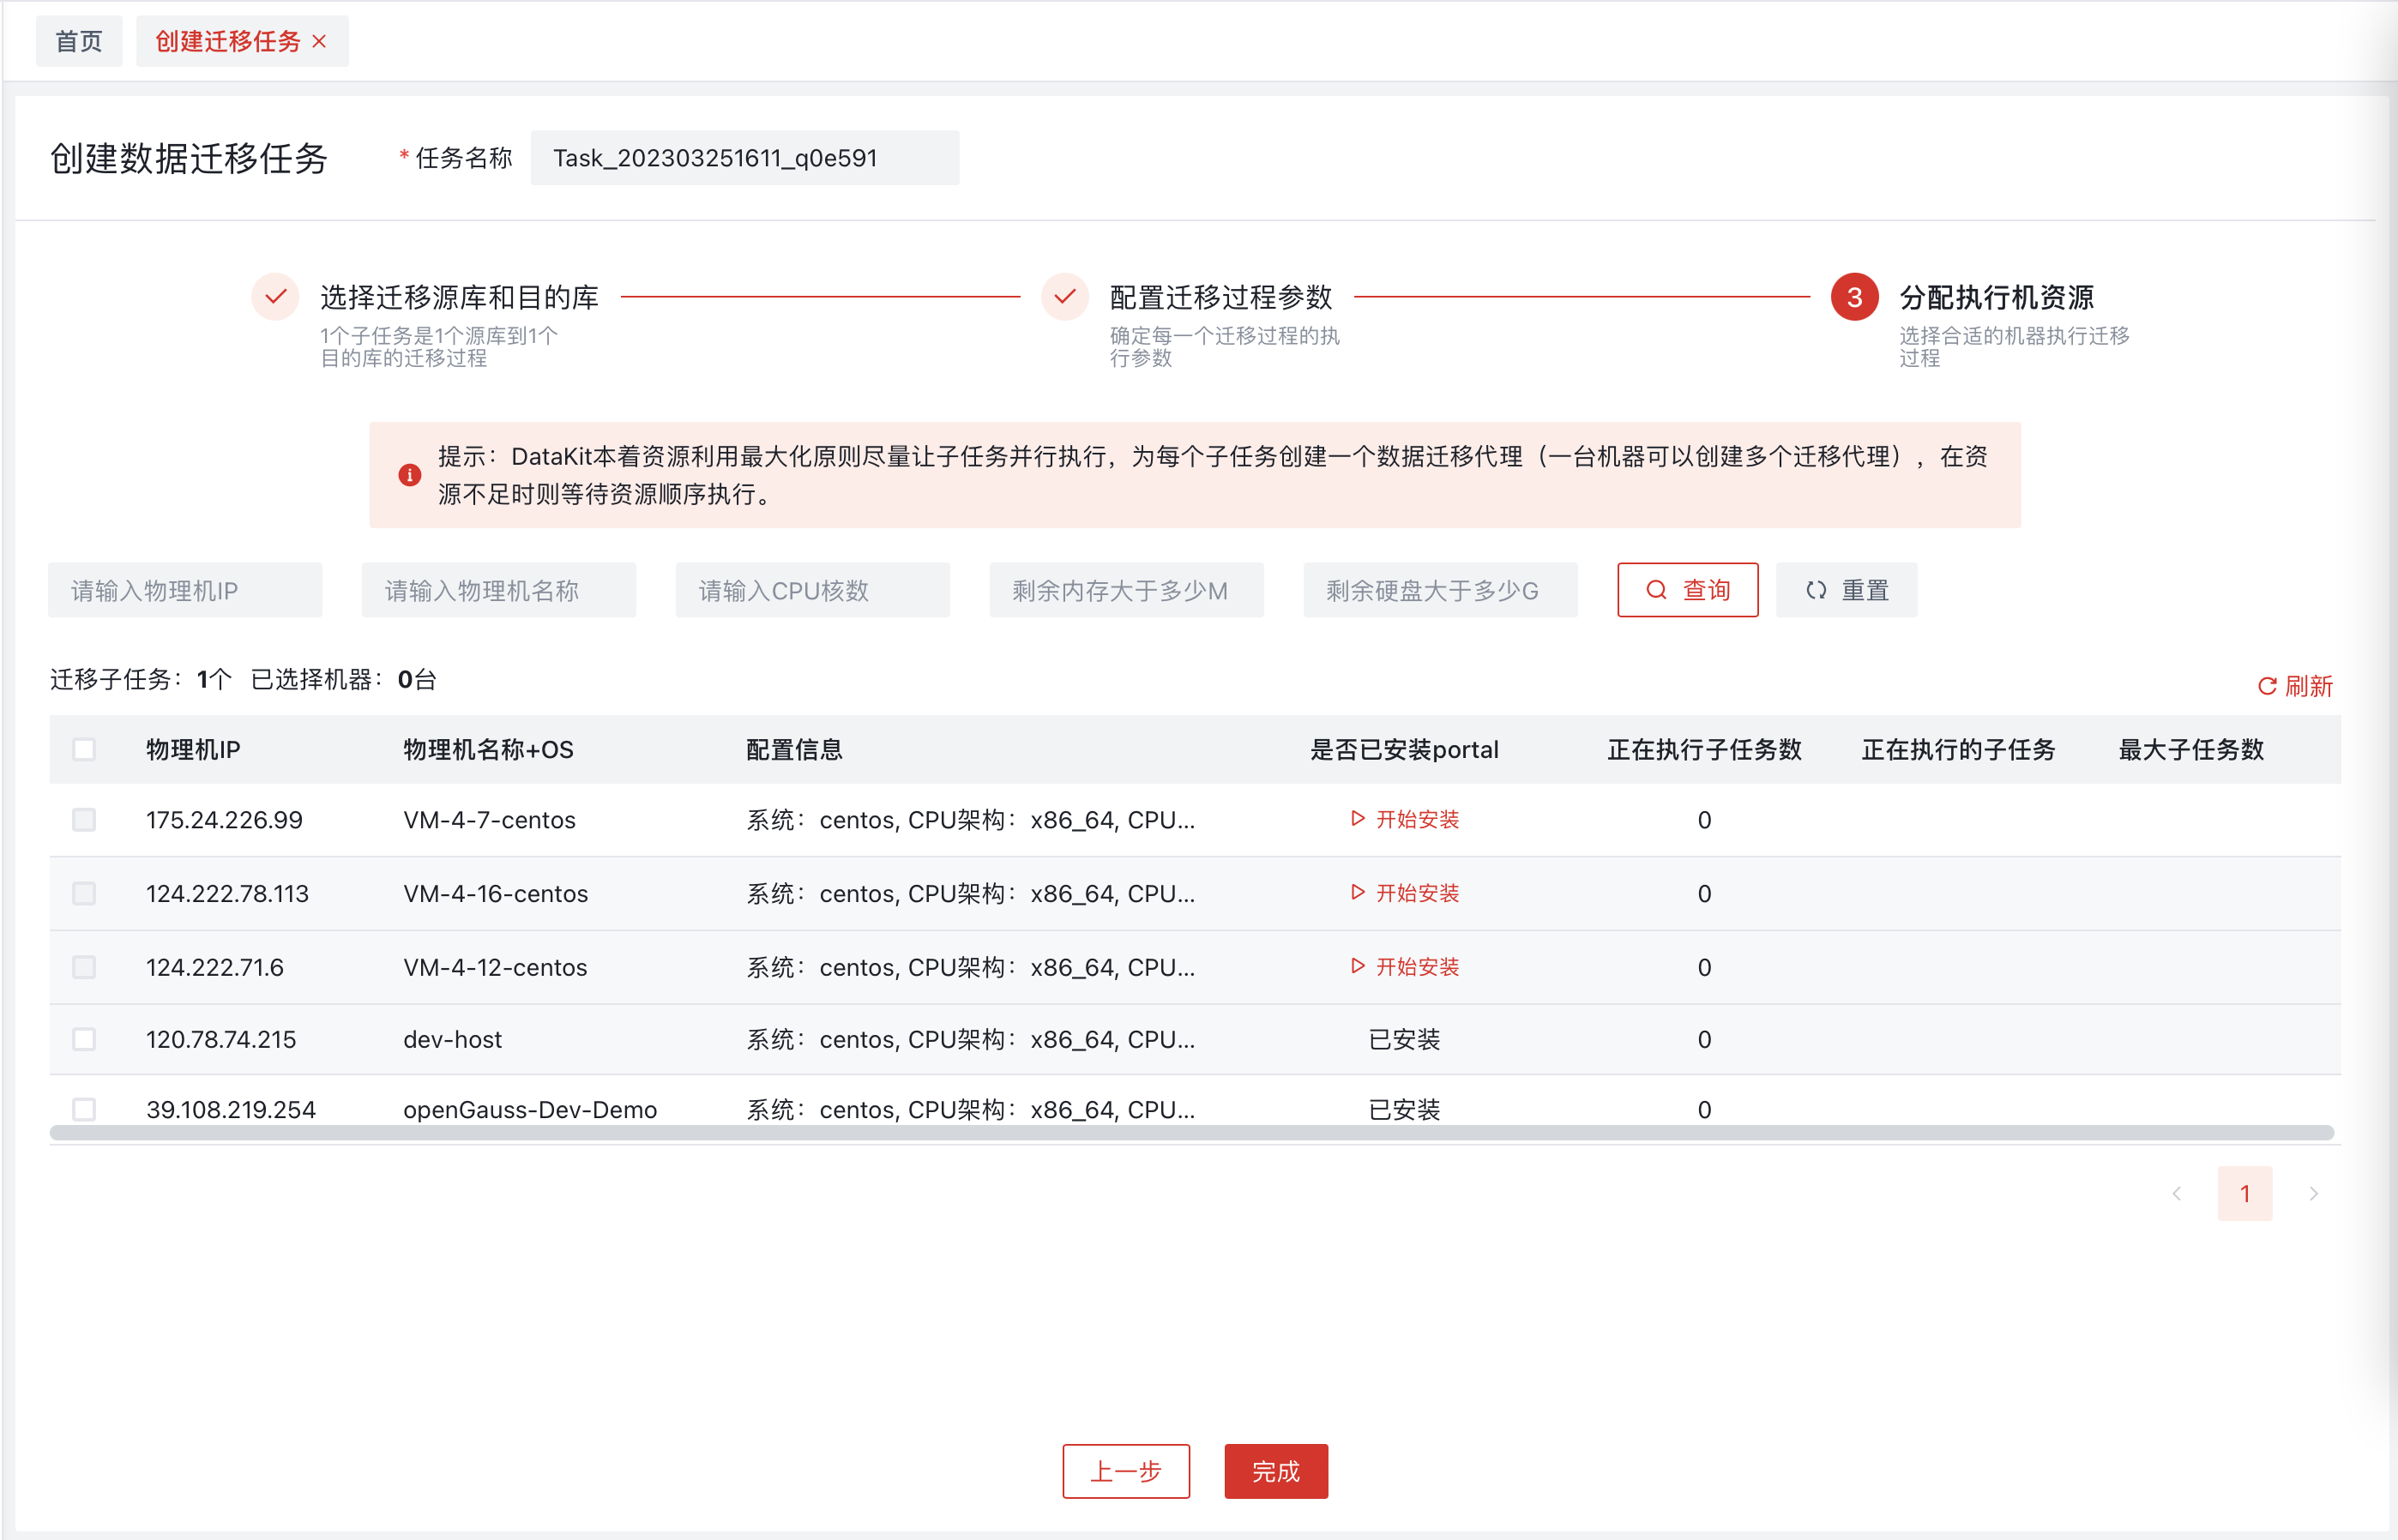 首页 创建迁移任务
创建数据迁移任务 * 任务名称 Task_202303251611_q0e591
选择迁移源库和目的库
1个子任务是1个源库到1个
目的库的迁移过程
配置迁移过程参数
确定每一个迁移过程的执
行参数
3 分配执行机资源
选择合适的机器执行迁移
过程
提示：DataKit本着资源利用最大化原则尽量让子任务并行执行，为每个子任务创建一个数据迁移代理（一台机器可以创建多个迁移代理），在资
源不足时则等待资源顺序执行。
请输入物理机IP 请输入物理机名称 请输入CPU核数 剩余内存大于多少M 剩余硬盘大于多少G 查询 重置
迁移子任务：1个 已选择机器：0台 刷新
物理机IP 物理机名称+OS 配置信息 是否已安装portal 正在执行子任务数 正在执行的子任务 最大子任务数
175.24.226.99 VM-4-7-centos 系统：centos, CPU架构：x86_64, CPU... 开始安装 0
124.222.78.113 VM-4-16-centos 系统：centos, CPU架构：x86_64, CPU... 开始安装 0
124.222.71.6 VM-4-12-centos 系统：centos, CPU架构：x86_64, CPU... 开始安装 0
120.78.74.215 dev-host 系统：centos, CPU架构：x86_64, CPU... 已安装 0
39.108.219.254 openGauss-Dev-Demo 系统：centos, CPU架构：x86_64, CPU... 已安装 0
1
上一步 完成